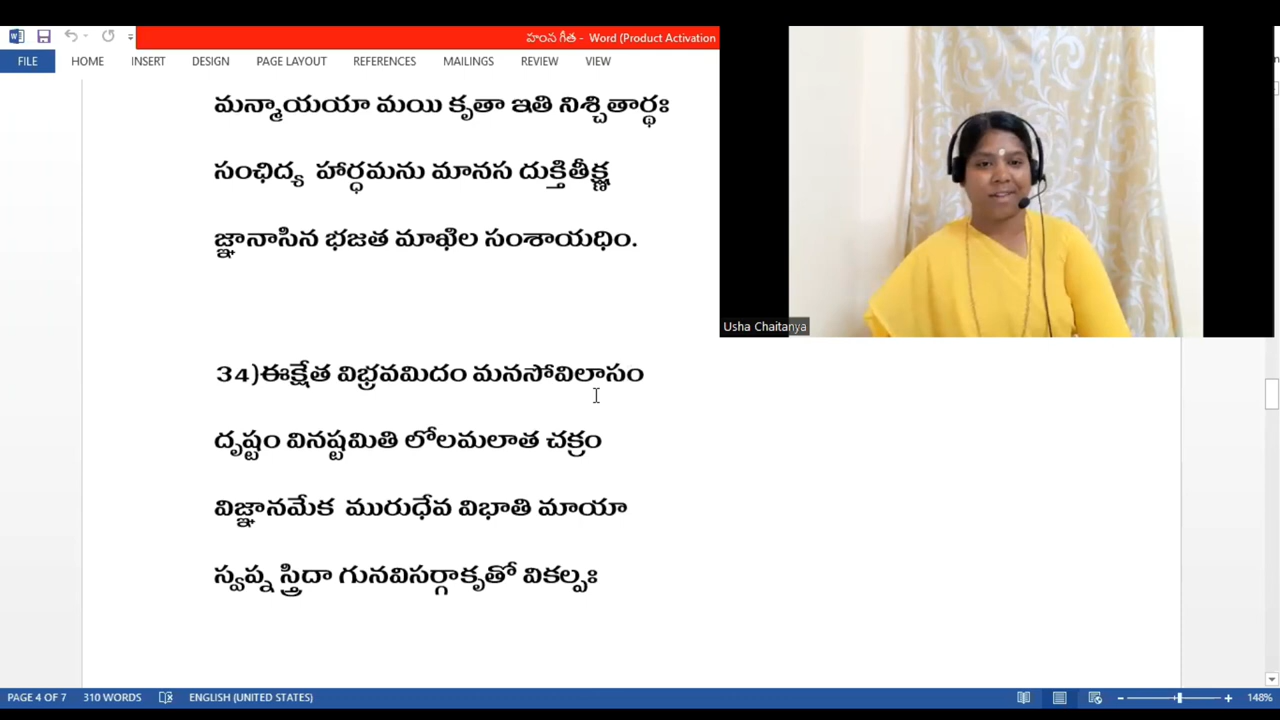 హంస గీత - Word (Product Activation
FILE HOME INSERT DESIGN PAGE LAYOUT REFERENCES MAILINGS REVIEW VIEW
మన్మాయయా మయి కృతా ఇతి నిశ్చితార్థః
సంఛిద్య హార్ధమను మానస దుక్తితీక్ష్ణ
జ్ఞానాసిన భజత మాఖిల సంశాయధిం.
Usha Chaitanya
34)ఈక్షేత విభ్రవమిదం మనసోవిలాసం
దృష్టం వినష్టమితి లోలమలాత చక్రం
విజ్ఞానమేక మురుధేవ విభాతి మాయా
స్వప్న స్త్రిదా గునవిసర్గాకృతో వికల్పః
PAGE 4 OF 7 310 WORDS ENGLISH (UNITED STATES) 148%